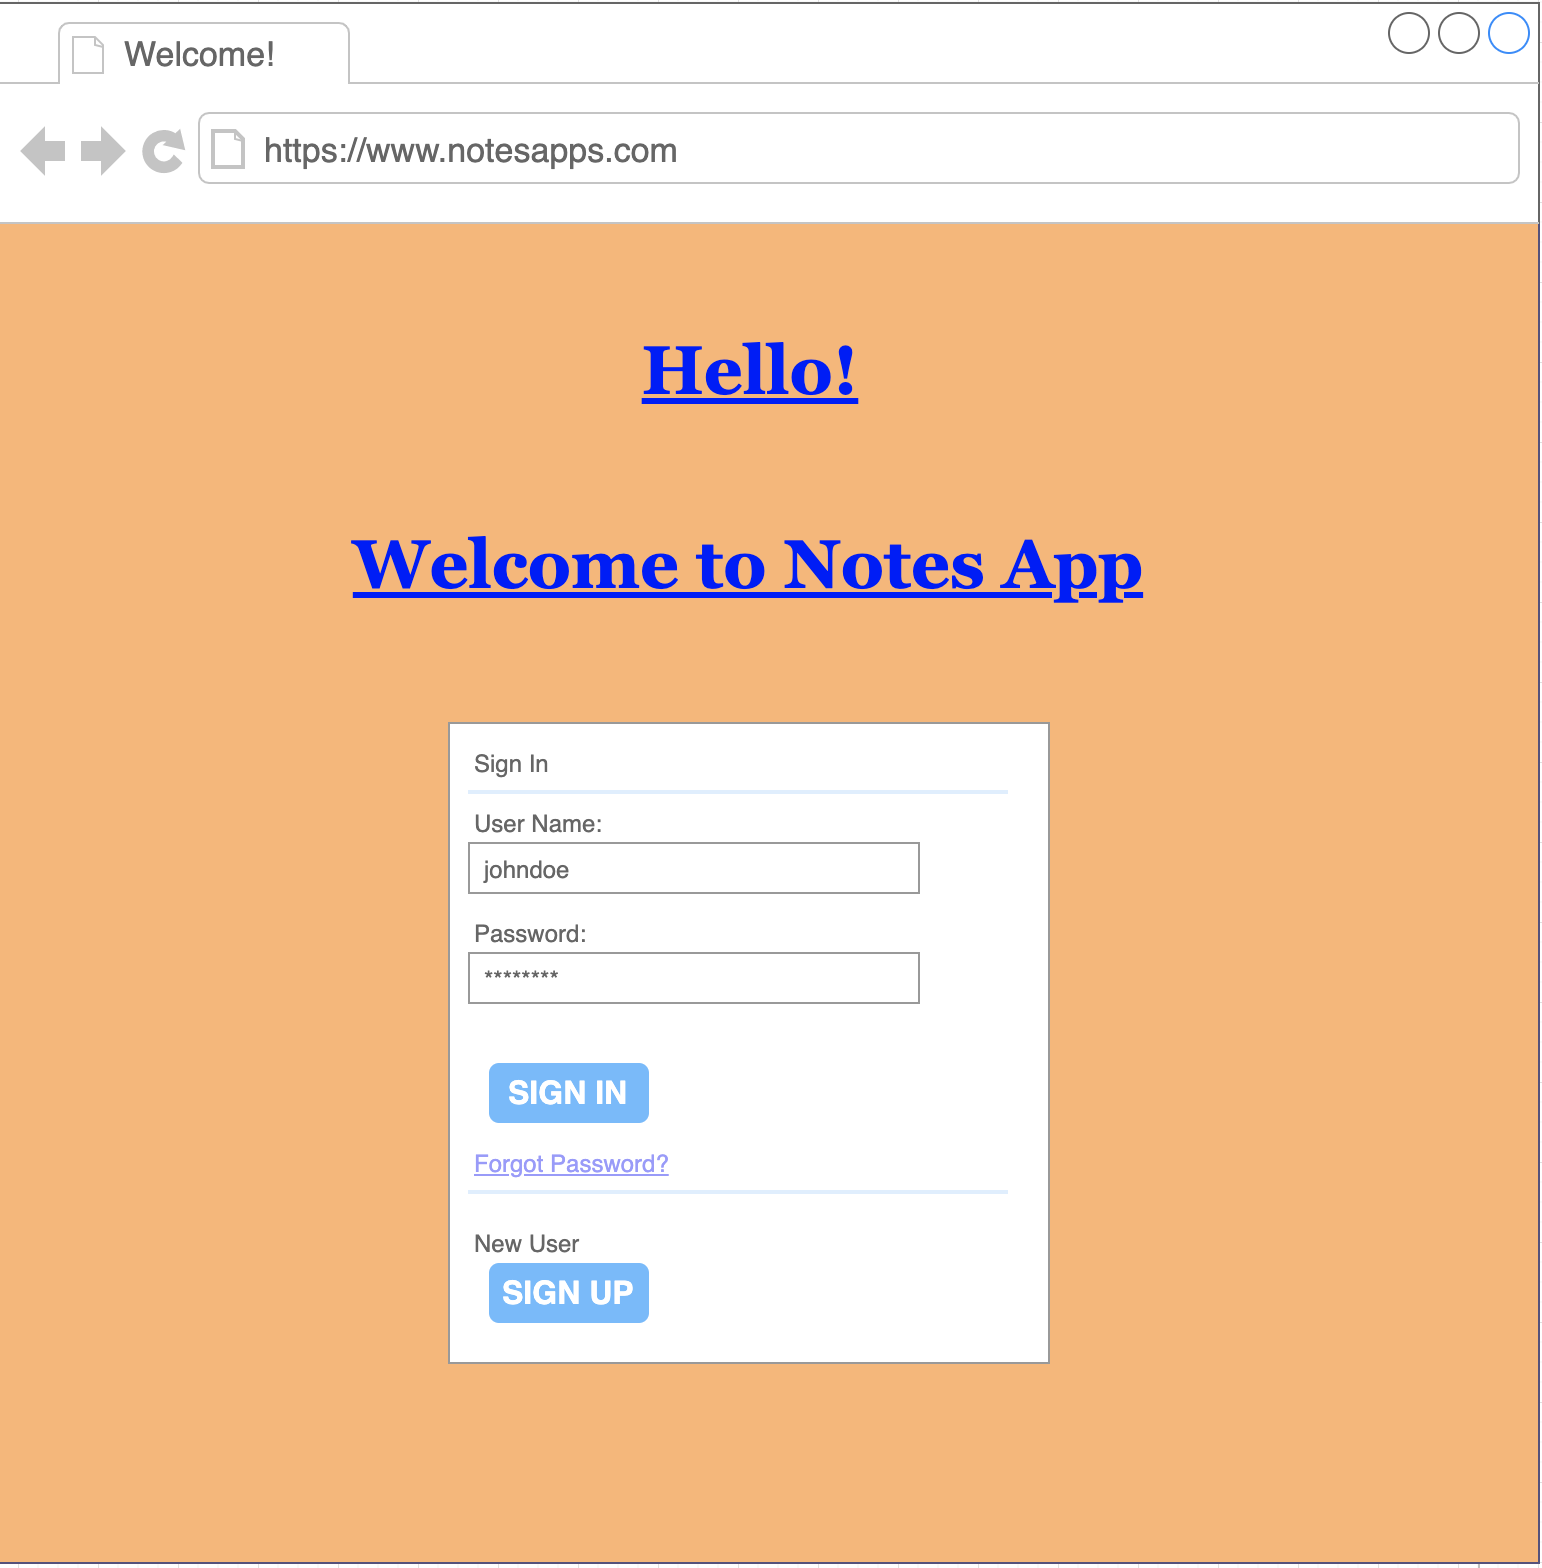 Welcome!
https://www.notesapps.com
Hello!
Welcome to Notes App
Sign In
User Name:
johndoe
Password:
********
SIGN IN
Forgot Password?
New User
SIGN UP